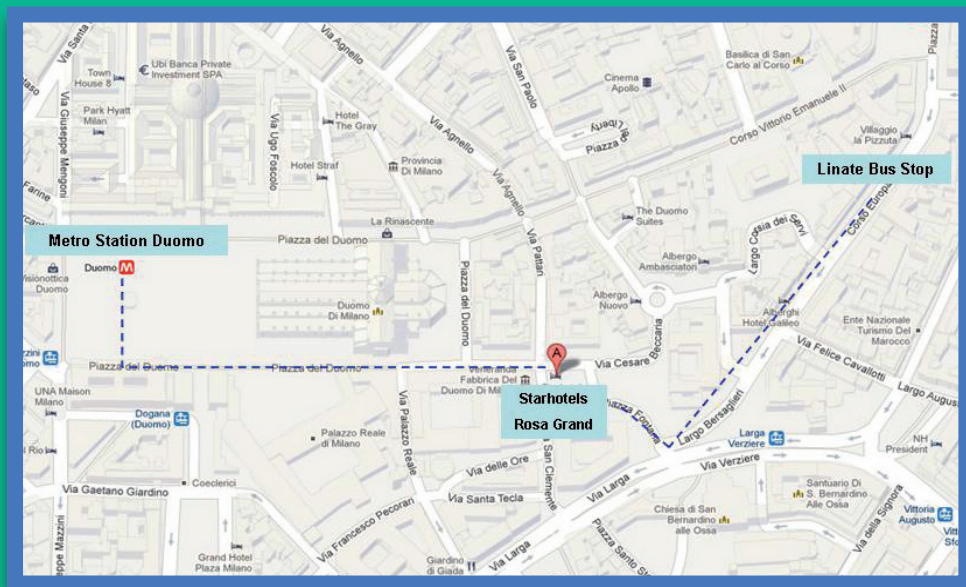 Via Santa
Via Agnello
Ubi Banca Private
Investment SPA
Town
House 8
Park Hyatt
Milan
Via Giuseppe Mengoni
Via Ugo Foscolo
Hotel
The Gray
Hotel Straf
Via Agnello
Provincia
Di Milano
La Rinascente
Via San Paolo
Cinema
Apollo
Piazza
Liberty
Basilica di San
Carlo al Corso
Corso Vittorio Emanuele II
Piazza
Villaggio
la Pizzuta
Linate Bus Stop
Corso Europa
Farine
Metro Station Duomo
Piazza del Duomo
Duomo M
Visionottica
Duomo
Duomo
Di Milano
Piazza del Duomo
Via Agnello
Via Pattari
The Duomo
Suites
Albergo
Ambasciatori
Largo Corsia dei Servi
Albergo
Nuovo
Alberghi
Hotel Galileo
Ente Nazionale
Turismo Del
Marocco
Via Felice Cavallotti
Largo Augusto
Piazza del Duomo
Piazza del Duomo
UNA Maison
Milano
Dogana
(Duomo)
Palazzo Reale
di Milano
Via Palazzo Reale
Veneranda
Fabbrica Del
Duomo Di
A
Via Cesare Beccaria
Starhotels
Rosa Grand
Piazza Fontana
Largo Bersaglieri
Larga
Verziere
Via Verziere
NH
President
San Clemente
Via delle Ore
Via Santa Tecla
Via Larga
Via Gaetano Giardino
Coeclerici
Via Francesco Pecorari
Mazzini
Grand Hotel
Plaza Milano
Giardino
di Giada
Via Larga
Piazza Santo
Chiesa di San
Bernardino
alle Ossa
Santuario Di
S. Bernardino
Alle Ossa
Via della Signora
Vittoria
Augusto